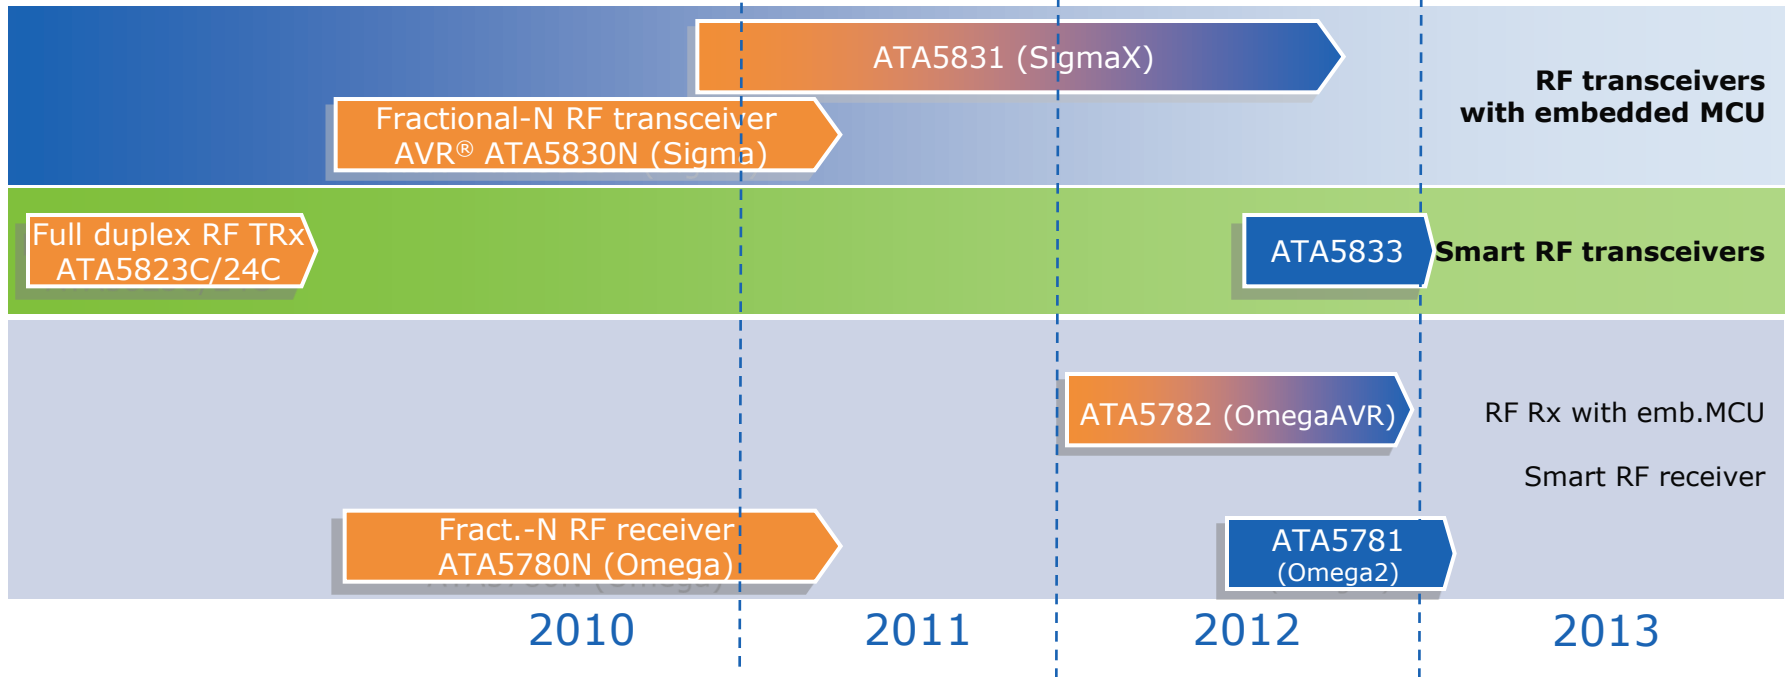 ATA5831 (SigmaX)
RF transceivers
with embedded MCU
Fractional-N RF transceiver
AVR® ATA5830N (Sigma)
Full duplex RF TRx
ATA5823C/24C
ATA5833
Smart RF transceivers
ATA5782 (OmegaAVR)
RF Rx with emb.MCU
Smart RF receiver
Fract.-N RF receiver
ATA5780N (Omega)
ATA5781
(Omega2)
2010
2011
2012
2013